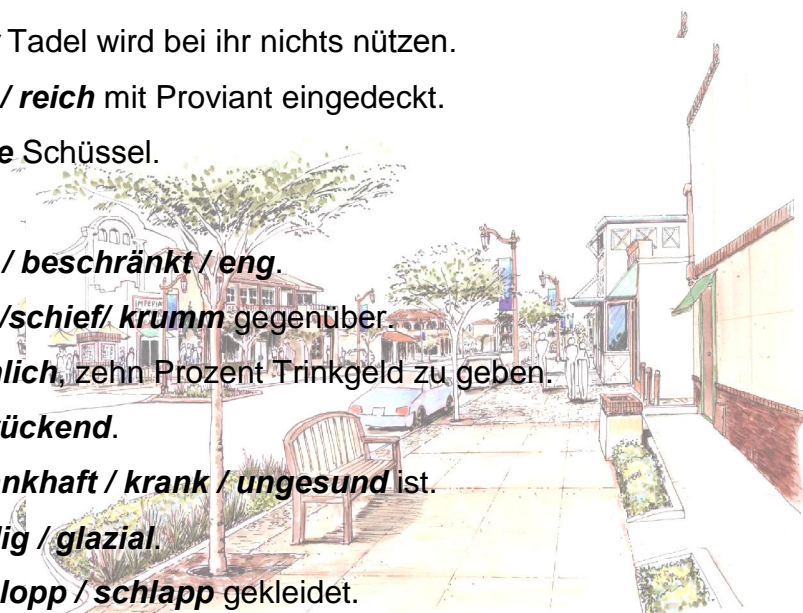 Tadel wird bei ihr nichts nützen.
/ reich mit Proviant eingedeckt.
e Schüssel.
/ beschränkt / eng.
/schief/ krumm gegenüber.
lich, zehn Prozent Trinkgeld zu geben.
ückend.
nkhaft / krank / ungesund ist.
ig / glazial.
lopp / schlapp gekleidet.